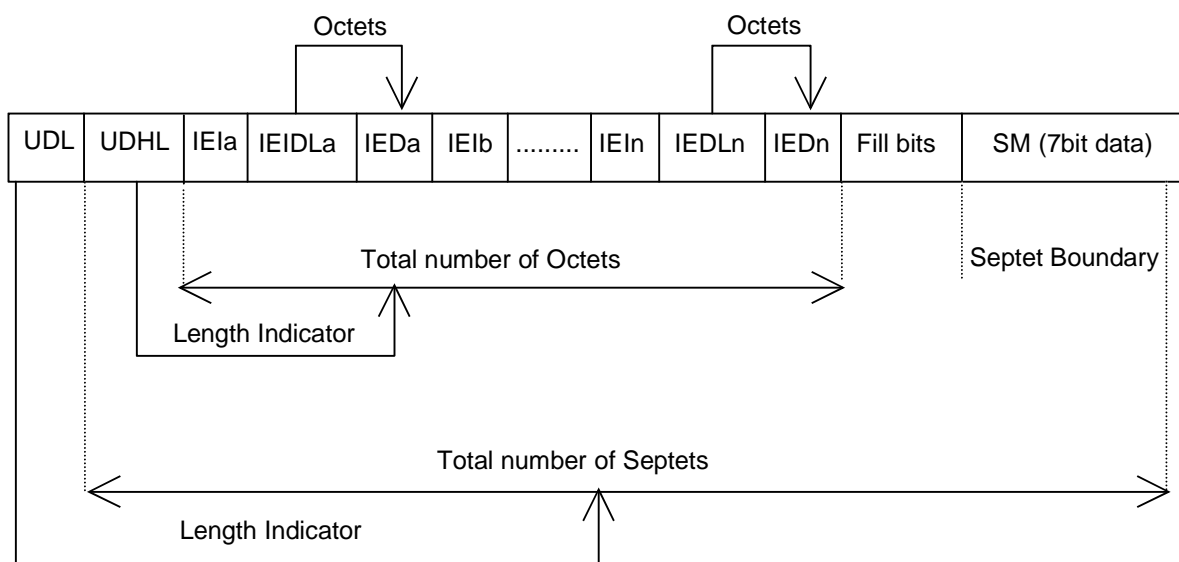 Octets Octets
UDL UDHL IEIa IEIDLa IEDa IEIb ......... IEIn IEDLn IEDn Fill bits SM (7bit data)
Total number of Octets Septet Boundary
Length Indicator
Total number of Septets
Length Indicator